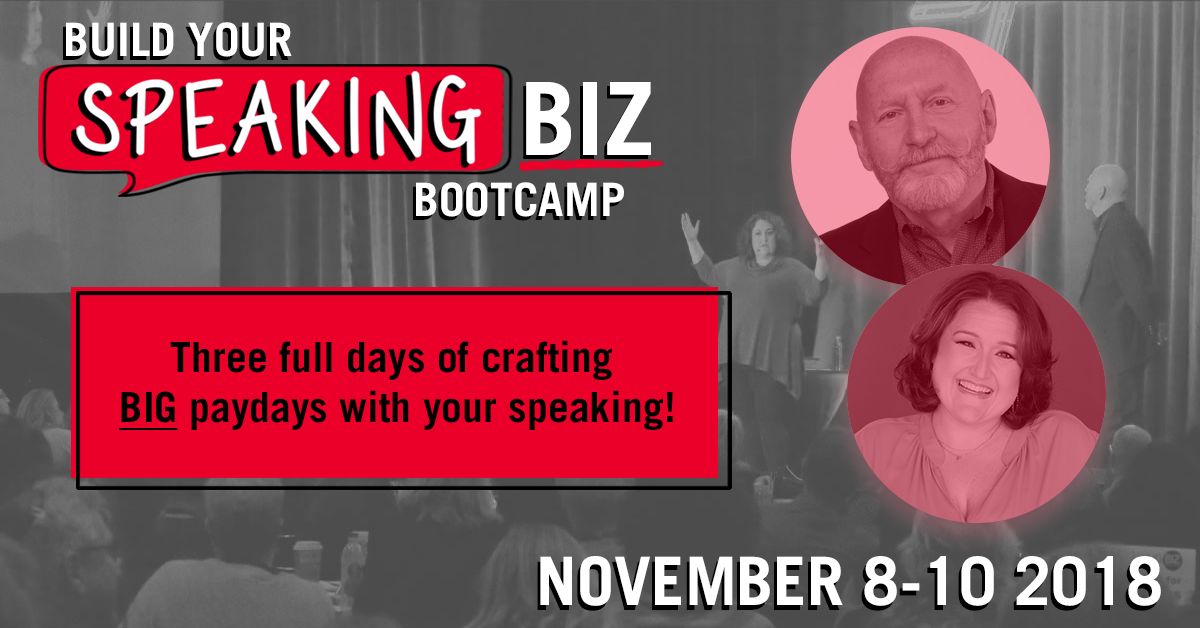 BUILD YOUR
SPEAKING BIZ
BOOTCAMP
Three full days of crafting
BIG paydays with your speaking!
NOVEMBER 8-10 2018